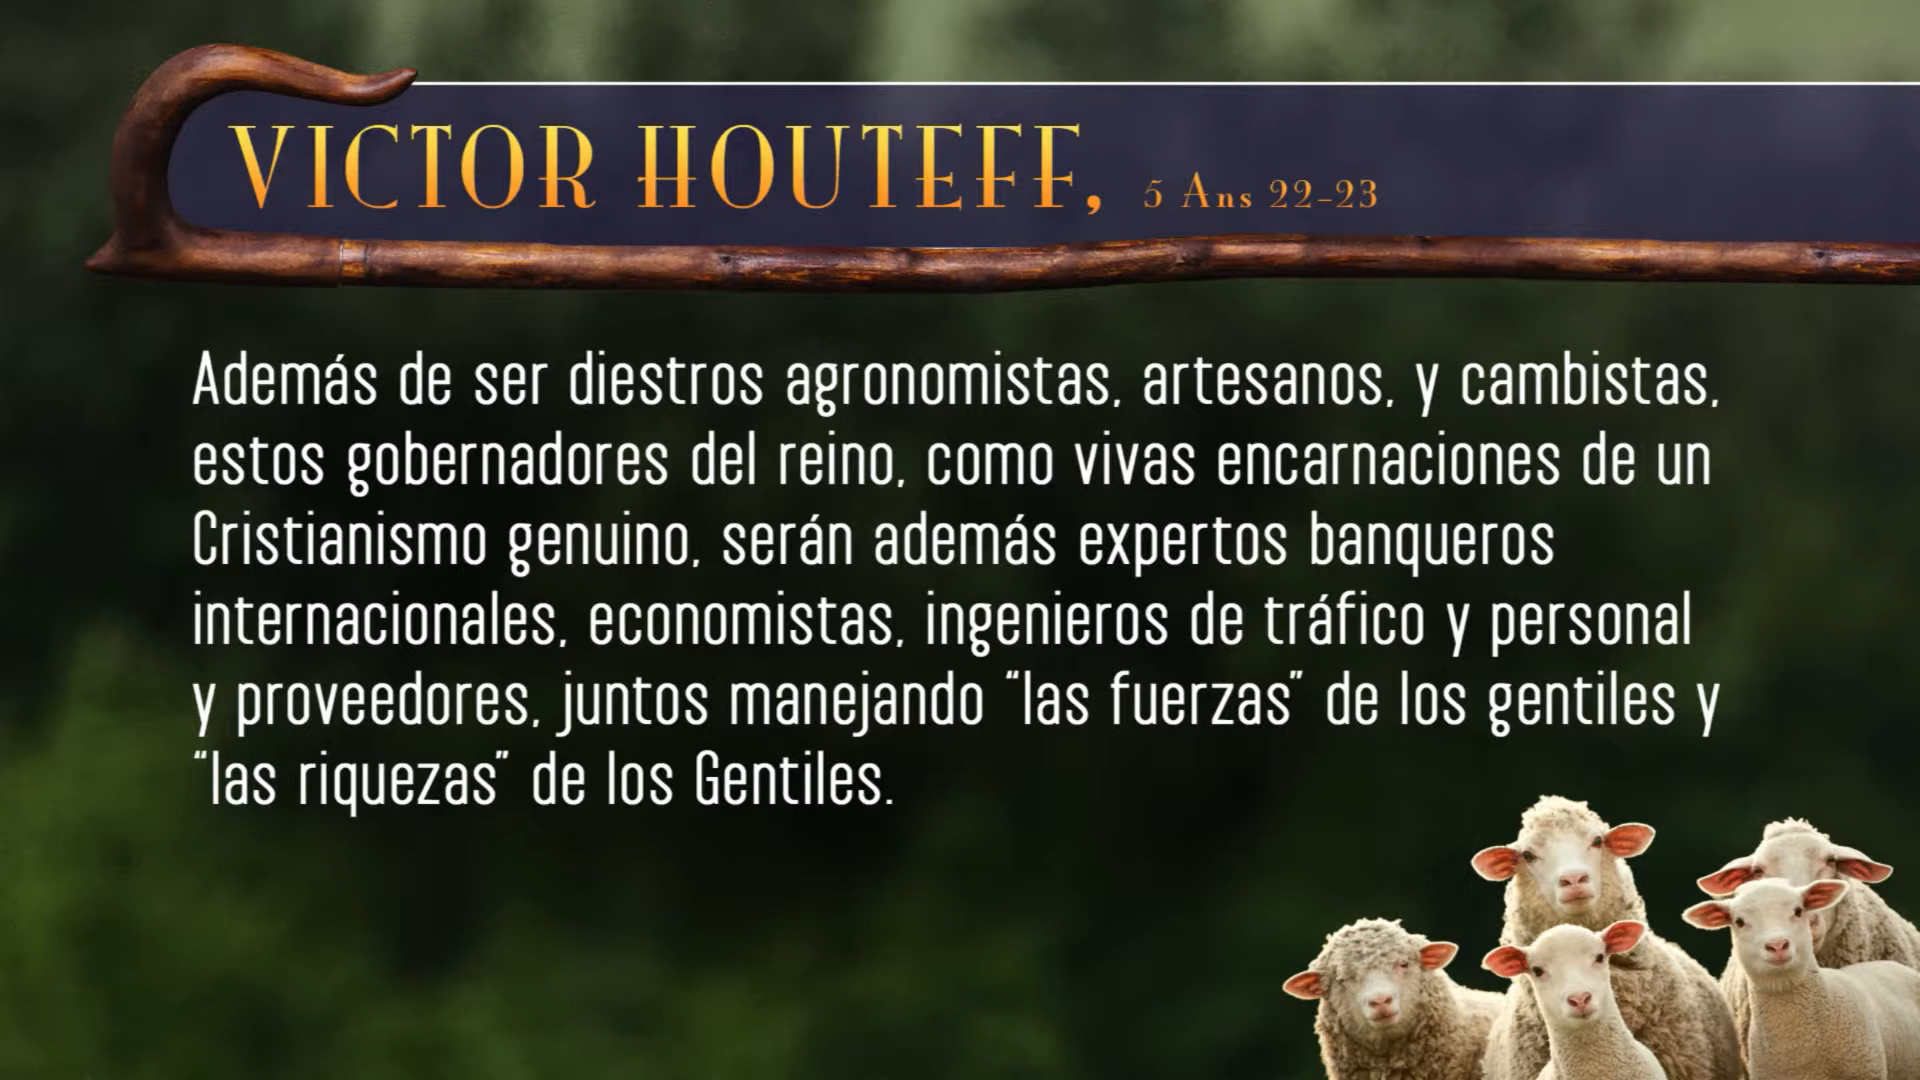 VICTOR HOUTEFF, 5 Ans 22-23
Además de ser diestros agronomistas, artesanos, y cambistas,
estos gobernadores del reino, como vivas encarnaciones de un
Cristianismo genuino, serán además expertos banqueros
internacionales, economistas, ingenieros de tráfico y personal
y proveedores, juntos manejando “las fuerzas” de los gentiles y
“las riquezas” de los Gentiles.